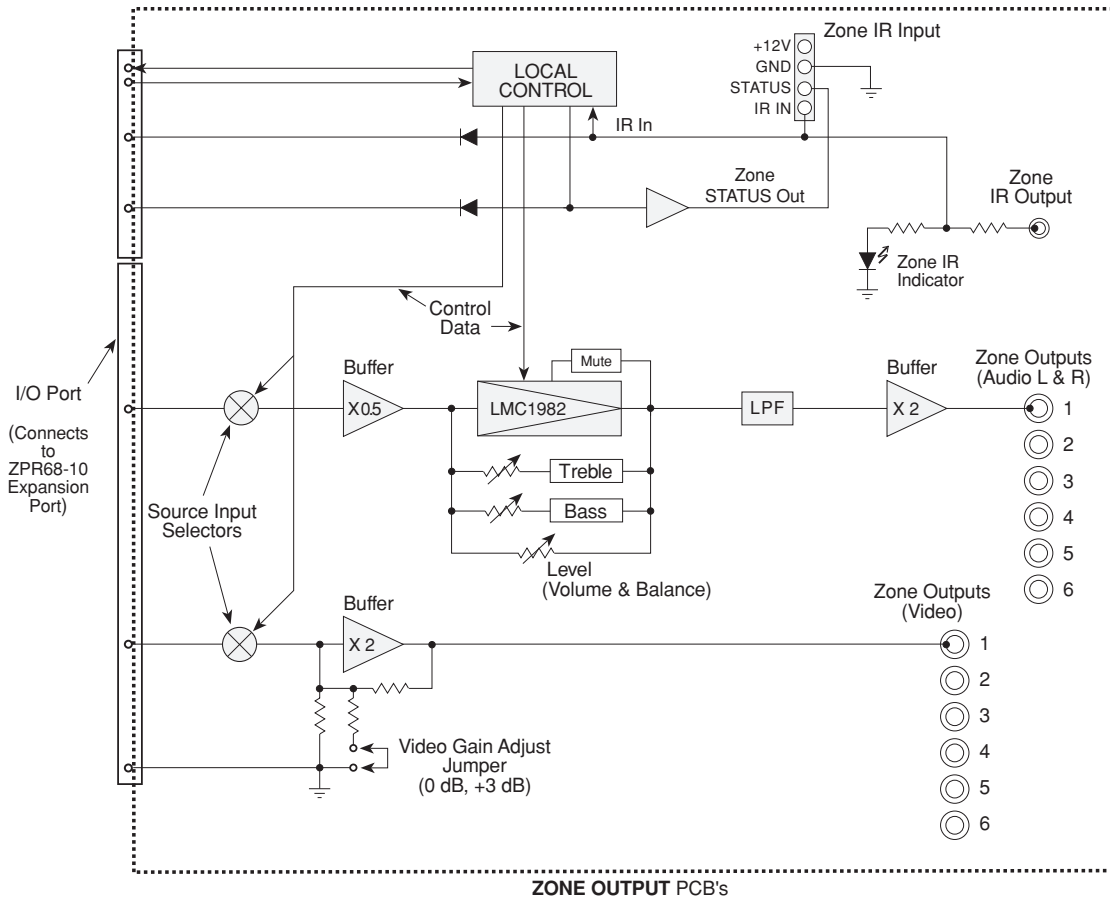 Zone IR Input
+12V
GND
STATUS
IR IN
LOCAL
CONTROL
IR In
Zone
STATUS Out
Zone
IR Output
Zone IR
Indicator
Control
Data
I/O Port
(Connects
to
ZPR68-10
Expansion
Port)
Source Input
Selectors
Buffer
X 0.5
Mute
LMC1982
Treble
Bass
Level
(Volume & Balance)
LPF
Buffer
X 2
Zone Outputs
(Audio L & R)
1
2
3
4
5
6
Buffer
X 2
Video Gain Adjust
Jumper
(0 dB, +3 dB)
Zone Outputs
(Video)
1
2
3
4
5
6
ZONE OUTPUT PCB's